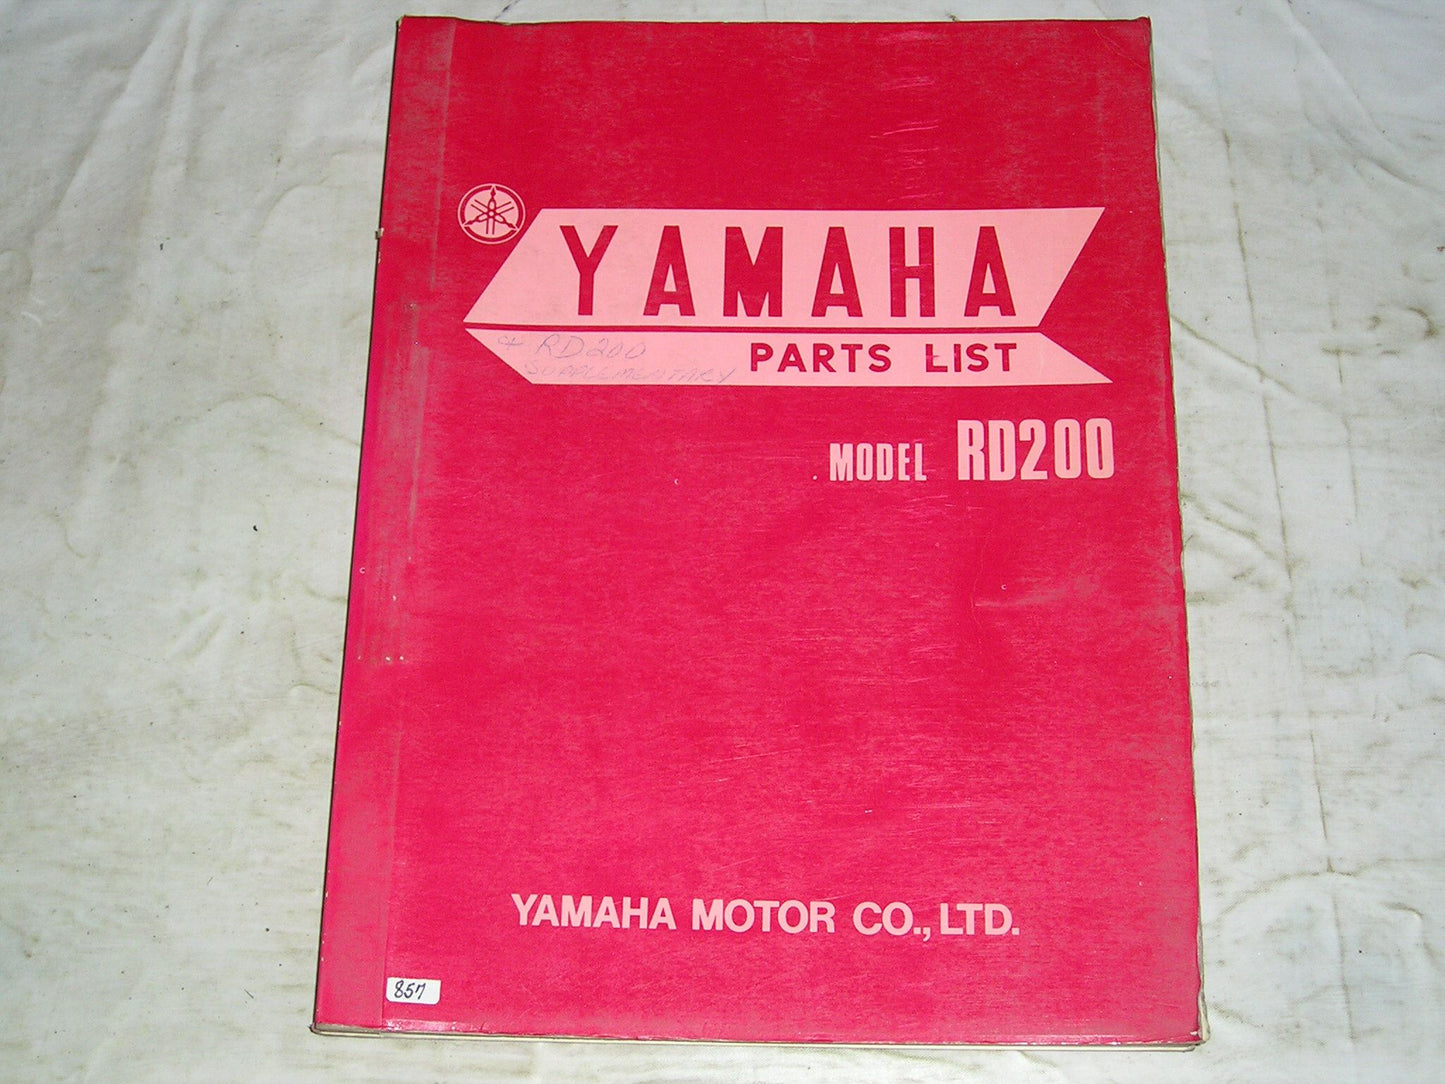 YAMAHA
& RD200
SUPPLEMENTARY
PARTS LIST
MODEL RD200
YAMAHA MOTOR CO., LTD.
857